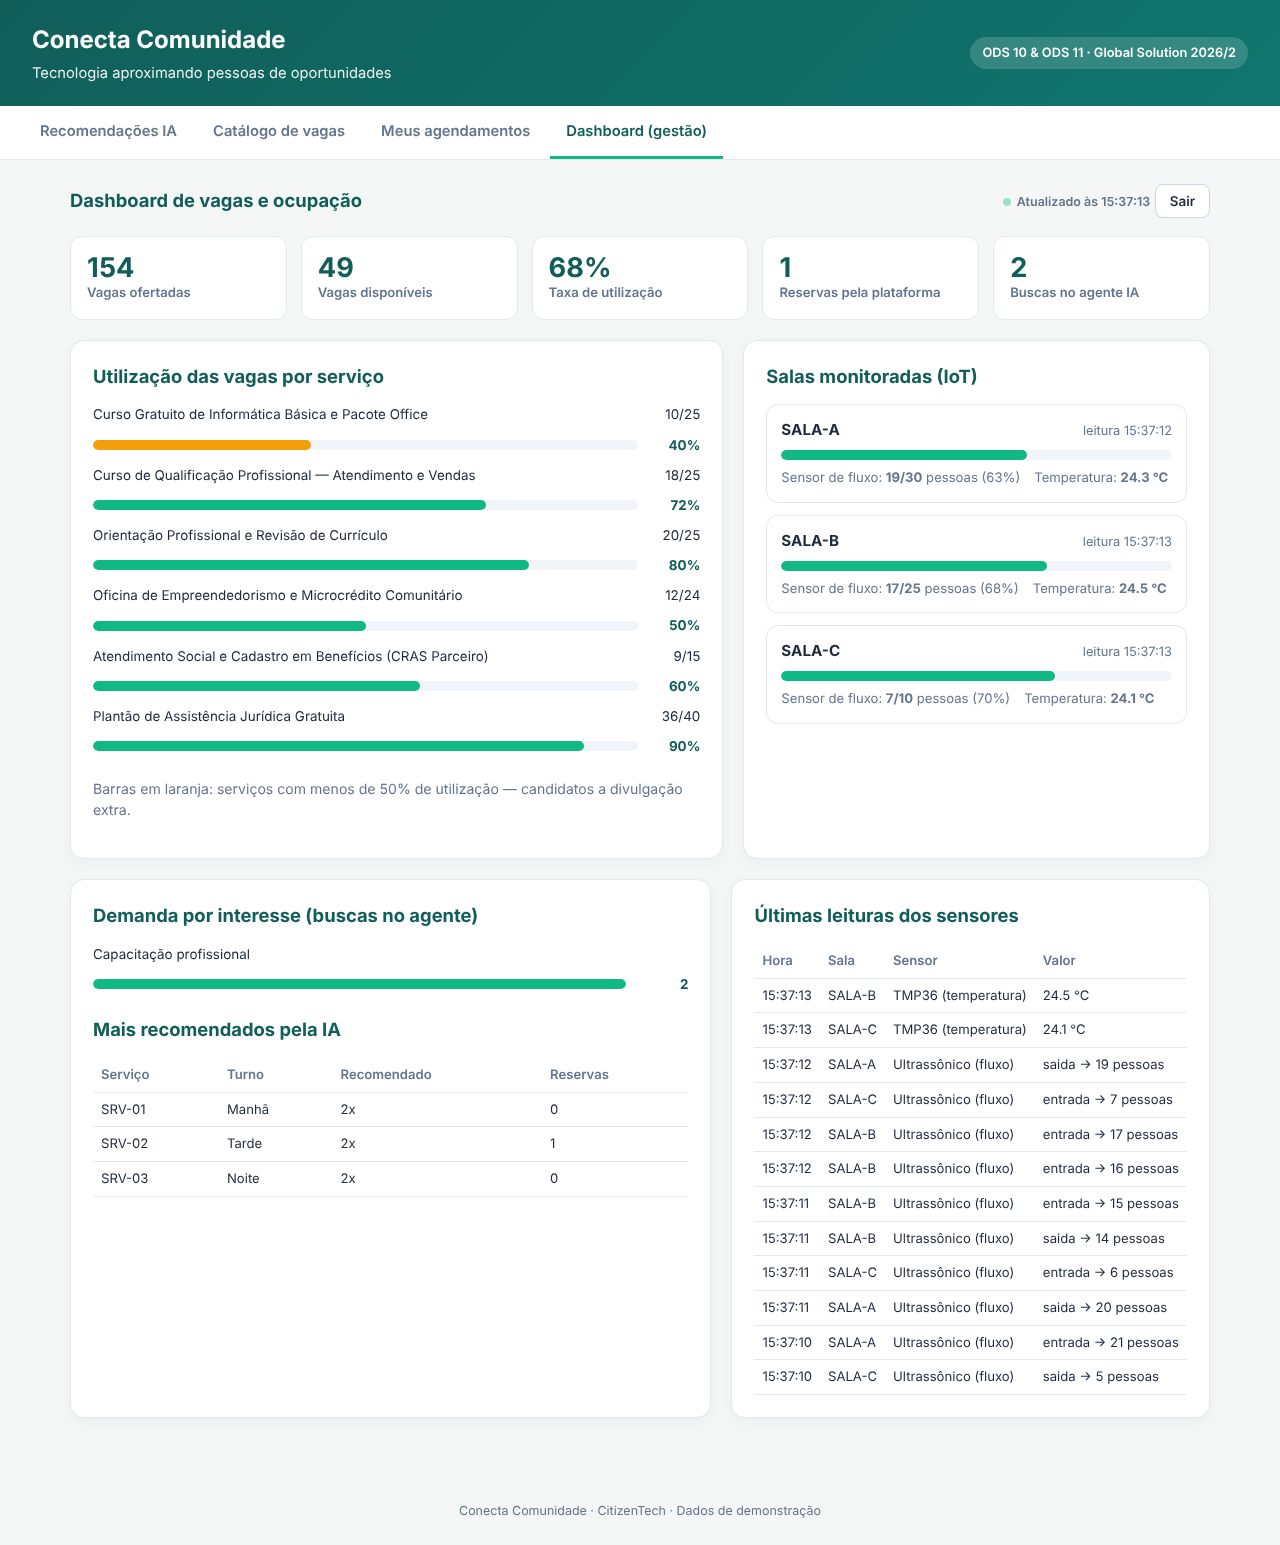 Conecta Comunidade
Tecnologia aproximando pessoas de oportunidades
ODS 10 & ODS 11 · Global Solution 2026/2
Recomendações IA
Catálogo de vagas
Meus agendamentos
Dashboard (gestão)
Dashboard de vagas e ocupação
Atualizado às 15:37:13
Sair
154
Vagas ofertadas
49
Vagas disponíveis
68%
Taxa de utilização
1
Reservas pela plataforma
2
Buscas no agente IA
Utilização das vagas por serviço
Curso Gratuito de Informática Básica e Pacote Office 10/25
40%
Curso de Qualificação Profissional — Atendimento e Vendas 18/25
72%
Orientação Profissional e Revisão de Currículo 20/25
80%
Oficina de Empreendedorismo e Microcrédito Comunitário 12/24
50%
Atendimento Social e Cadastro em Benefícios (CRAS Parceiro) 9/15
60%
Plantão de Assistência Jurídica Gratuita 36/40
90%
Barras em laranja: serviços com menos de 50% de utilização — candidatos a divulgação
extra.
Salas monitoradas (IoT)
SALA-A leitura 15:37:12
Sensor de fluxo: 19/30 pessoas (63%) Temperatura: 24.3 °C
SALA-B leitura 15:37:13
Sensor de fluxo: 17/25 pessoas (68%) Temperatura: 24.5 °C
SALA-C leitura 15:37:13
Sensor de fluxo: 7/10 pessoas (70%) Temperatura: 24.1 °C
Demanda por interesse (buscas no agente)
Capacitação profissional
2
Mais recomendados pela IA
Serviço Turno Recomendado Reservas
SRV-01 Manhã 2x 0
SRV-02 Tarde 2x 1
SRV-03 Noite 2x 0
Últimas leituras dos sensores
Hora Sala Sensor Valor
15:37:13 SALA-B TMP36 (temperatura) 24.5 °C
15:37:13 SALA-C TMP36 (temperatura) 24.1 °C
15:37:12 SALA-A Ultrassônico (fluxo) saida → 19 pessoas
15:37:12 SALA-C Ultrassônico (fluxo) entrada → 7 pessoas
15:37:12 SALA-B Ultrassônico (fluxo) entrada → 17 pessoas
15:37:12 SALA-B Ultrassônico (fluxo) entrada → 16 pessoas
15:37:11 SALA-B Ultrassônico (fluxo) entrada → 15 pessoas
15:37:11 SALA-B Ultrassônico (fluxo) saida → 14 pessoas
15:37:11 SALA-C Ultrassônico (fluxo) entrada → 6 pessoas
15:37:11 SALA-A Ultrassônico (fluxo) saida → 20 pessoas
15:37:10 SALA-A Ultrassônico (fluxo) entrada → 21 pessoas
15:37:10 SALA-C Ultrassônico (fluxo) saida → 5 pessoas
Conecta Comunidade · CitizenTech · Dados de demonstração